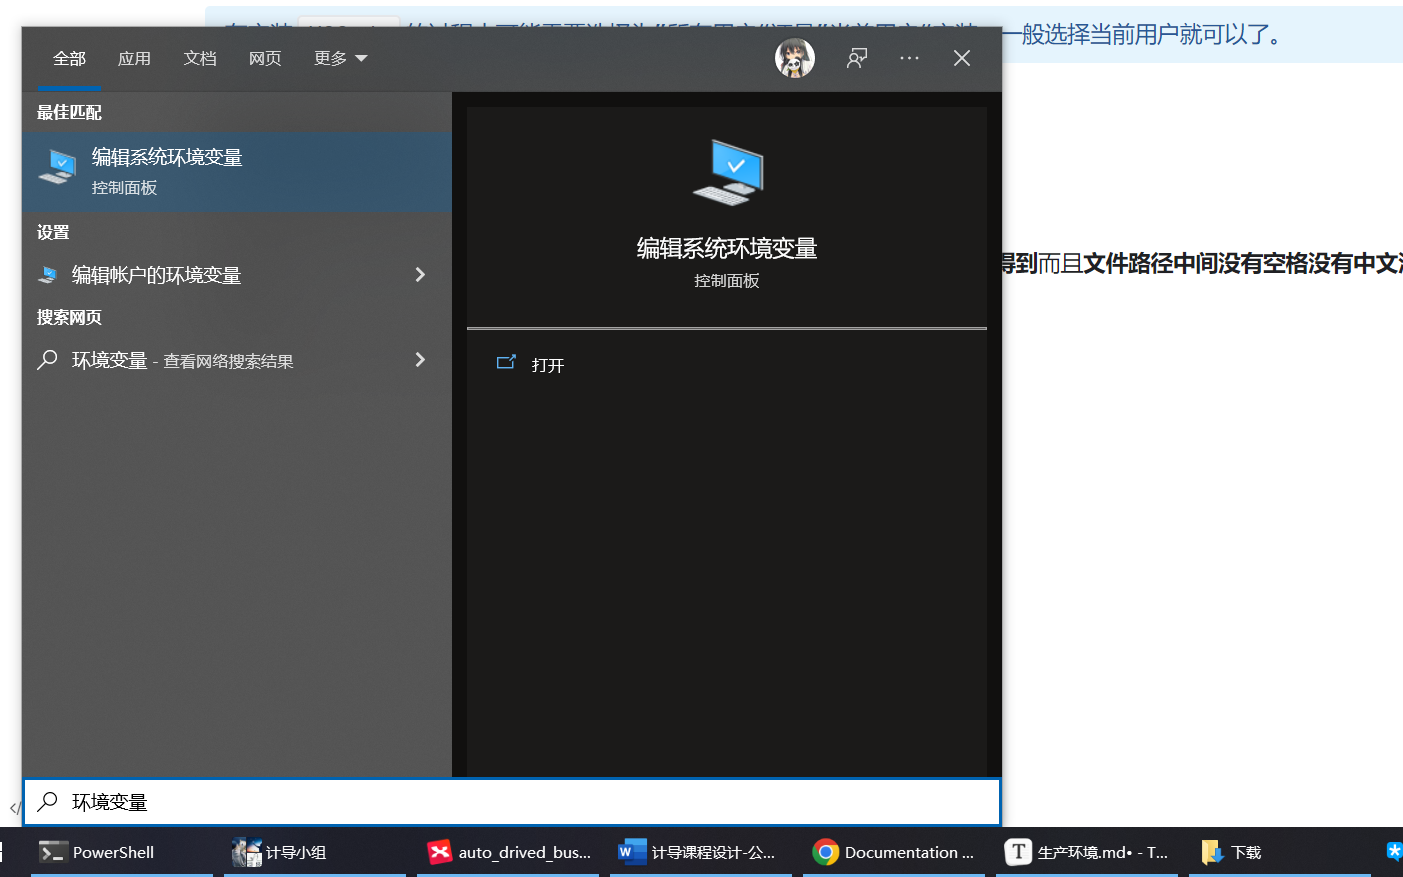 一般选择当前用户就可以了。
全部 应用 文档 网页 更多
最佳匹配
编辑系统环境变量
控制面板
设置
编辑帐户的环境变量
搜索网页
环境变量 - 查看网络搜索结果
编辑系统环境变量
控制面板
打开
得到而且文件路径中间没有空格没有中文
环境变量
PowerShell 计导小组 auto_drived_bus... 计导课程设计-公... Documentation ... 生产环境.md• - T... 下载